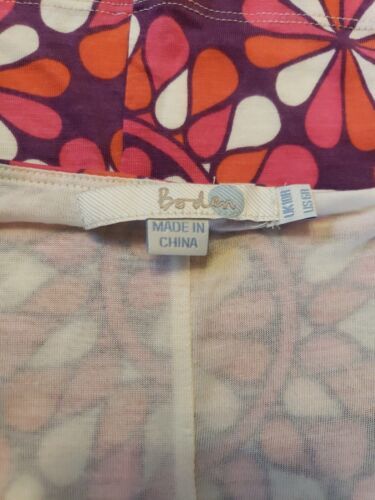 Boden
UK10R
US6R
MADE IN
CHINA